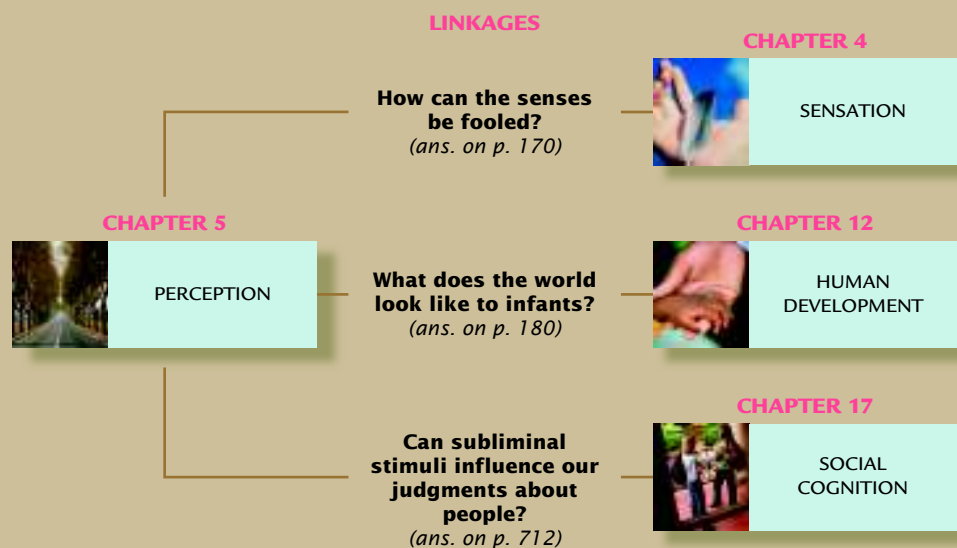 LINKAGES
CHAPTER 4
How can the senses
be fooled?
(ans. on p. 170)
SENSATION
CHAPTER 5
PERCEPTION
CHAPTER 12
What does the world
look like to infants?
(ans. on p. 180)
HUMAN
DEVELOPMENT
CHAPTER 17
Can subliminal
stimuli influence our
judgments about
people?
(ans. on p. 712)
SOCIAL
COGNITION